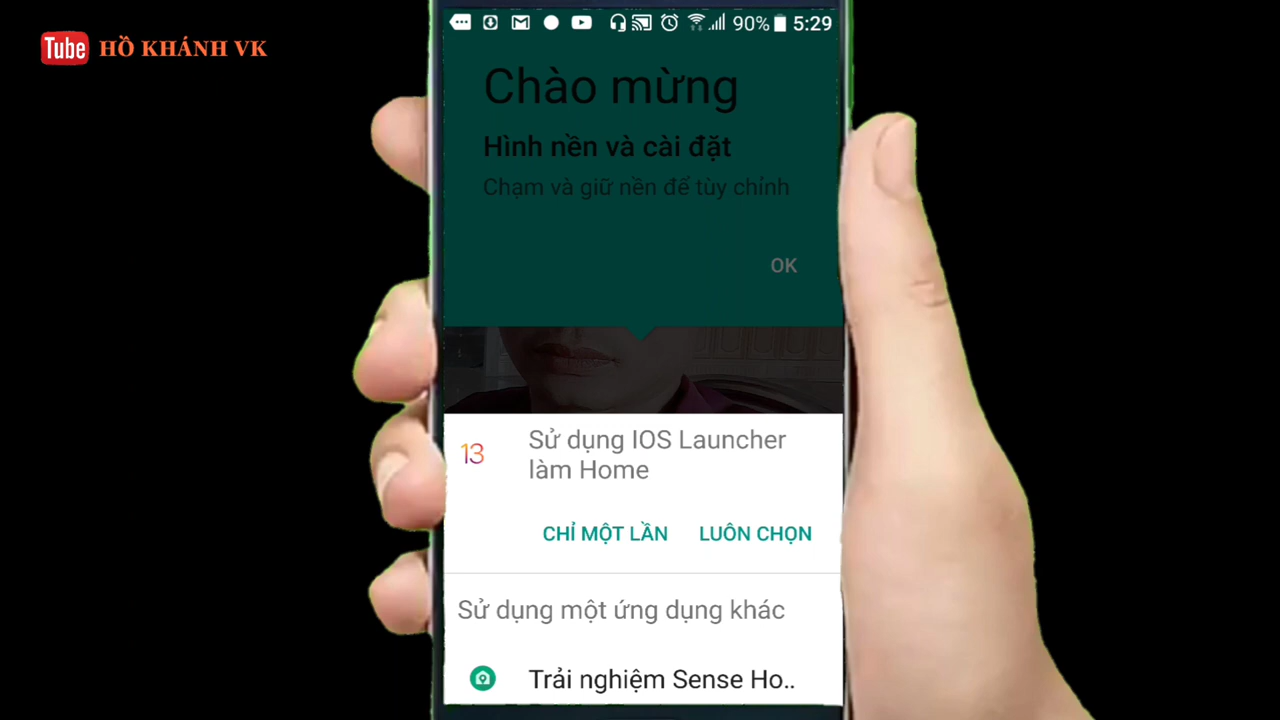 Tube HỒ KHÁNH VK
90% 5:29
Chào mừng
Hình nền và cài đặt
Chạm và giữ nền để tùy chỉnh
OK
13
Sử dụng IOS Launcher
làm Home
CHỈ MỘT LẦN LUÔN CHỌN
Sử dụng một ứng dụng khác
Trải nghiệm Sense Ho..